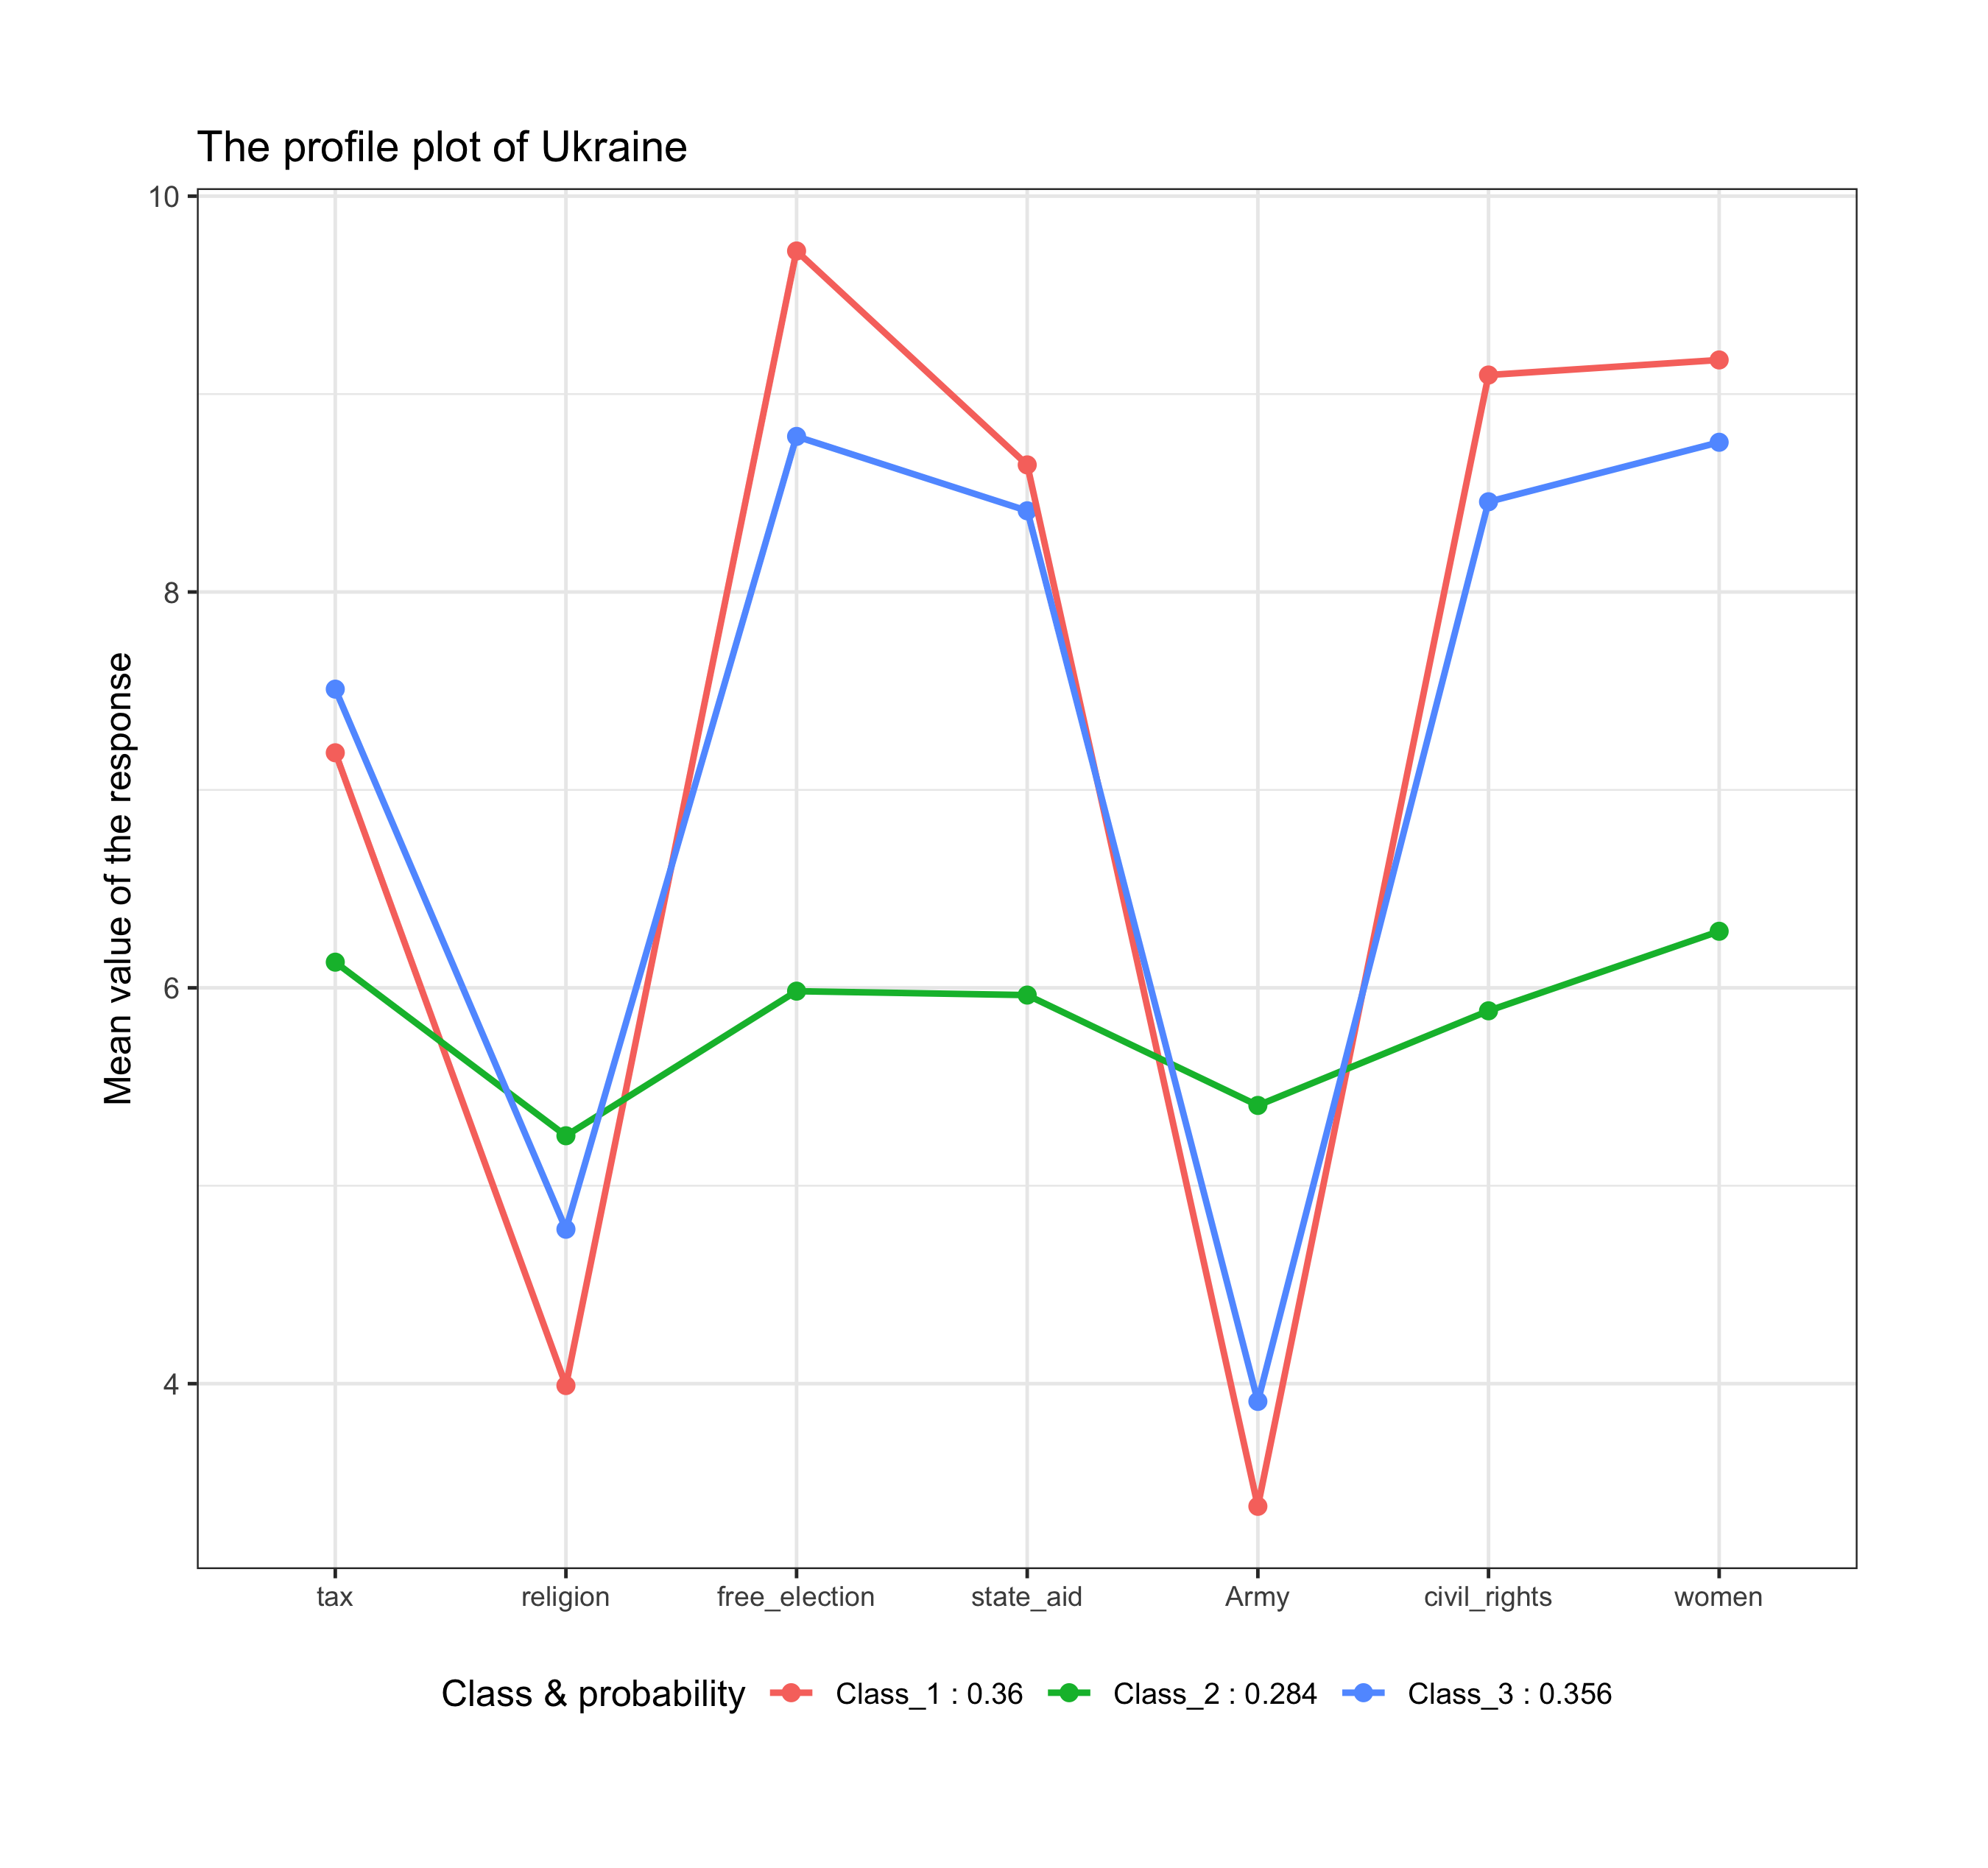 The profile plot of Ukraine
10
8
6
4
Mean value of the response
tax religion free_election state_aid Army civil_rights women
Class & probability Class_1 : 0.36 Class_2 : 0.284 Class_3 : 0.356